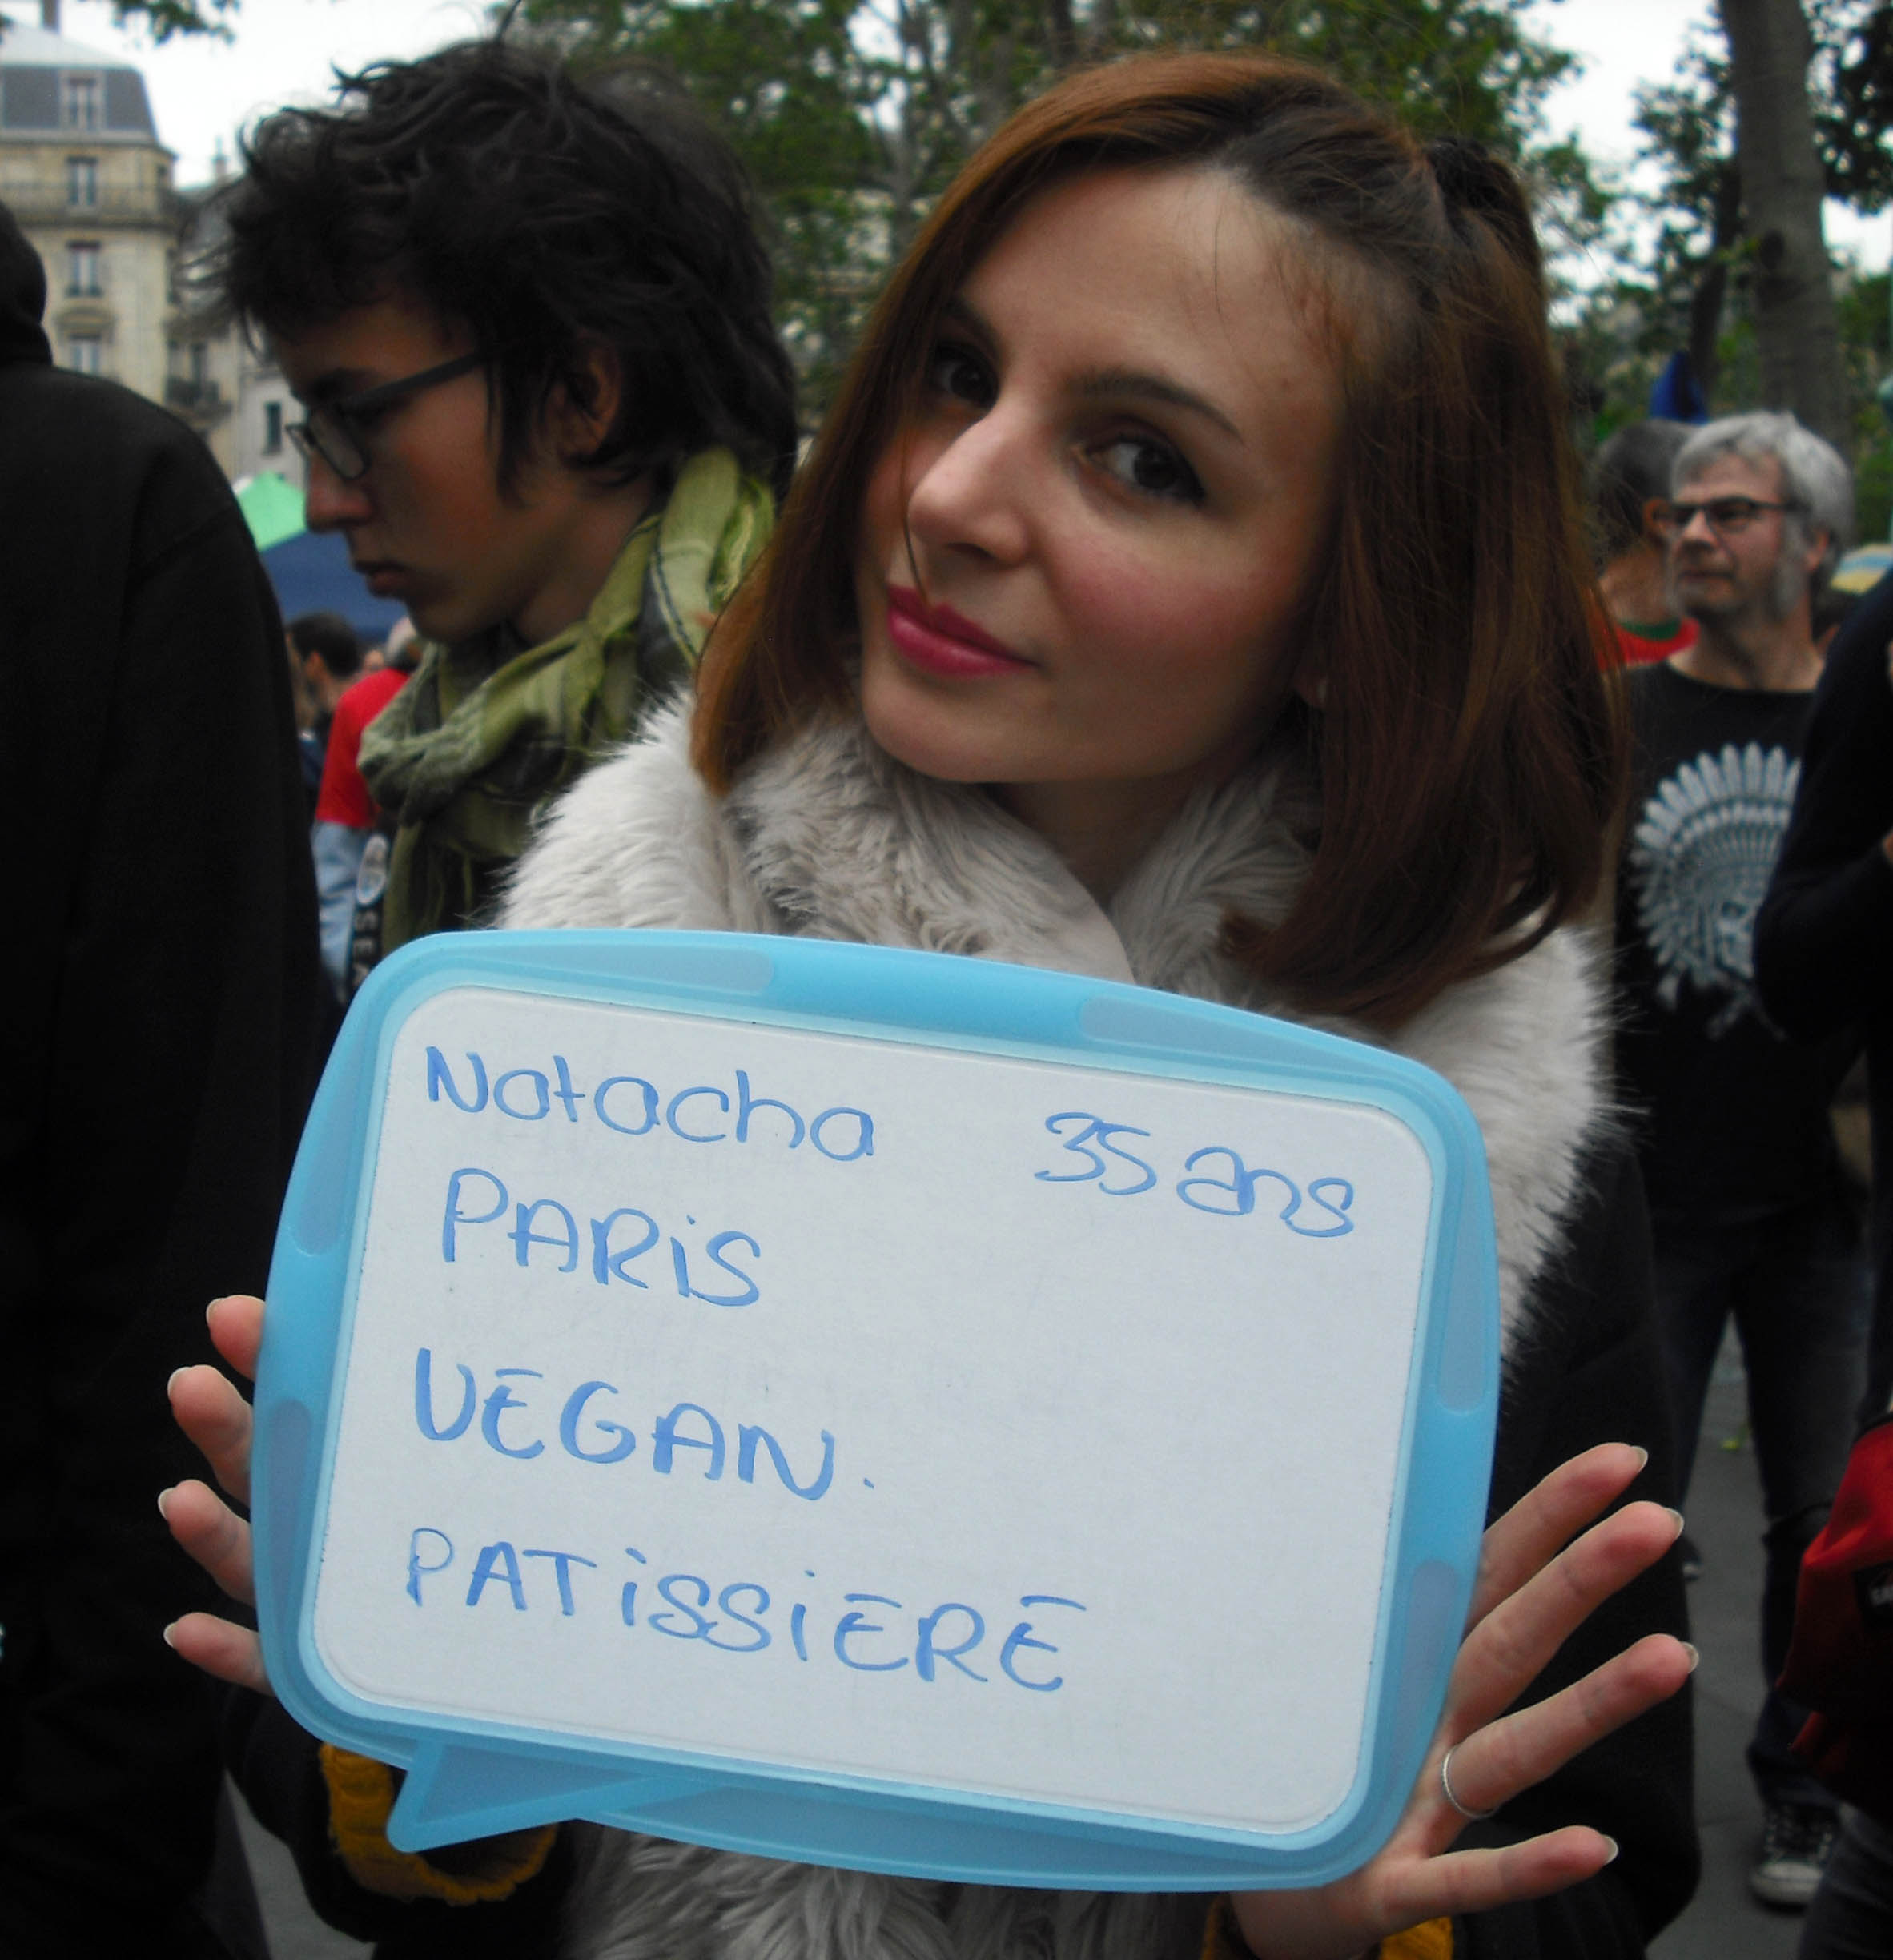 Natacha 35 ans
PARiS
VEGAN.
PATiSSiERE